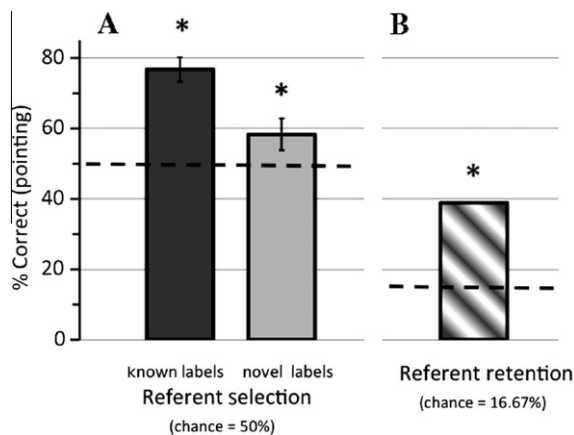 A
B
*
*
*
80
60
40
20
0
% Correct (pointing)
known labels
novel labels
Referent selection
(chance = 50%)
Referent retention
(chance = 16.67%)